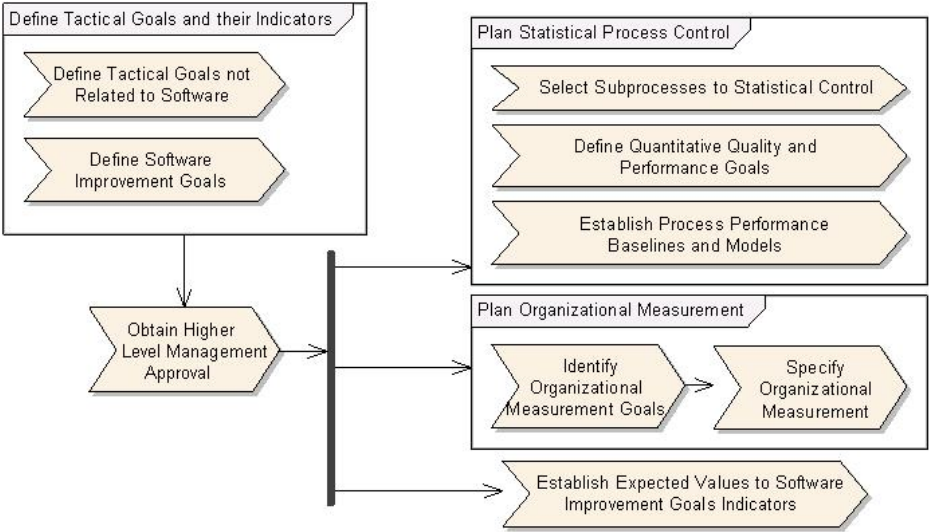 Define Tactical Goals and their Indicators
Define Tactical Goals not
Related to Software
Define Software
Improvement Goals
Obtain Higher
Level Management
Approval
Plan Statistical Process Control
Select Subprocesses to Statistical Control
Define Quantitative Quality and
Performance Goals
Establish Process Performance
Baselines and Models
Plan Organizational Measurement
Identify
Organizational
Measurement Goals
Specify
Organizational
Measurement
Establish Expected Values to Software
Improvement Goals Indicators